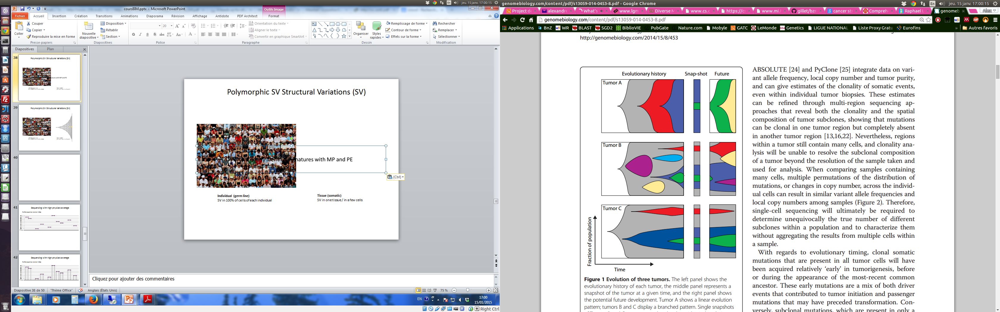 jeu. 15 janv. 17:00:15
coursBIM.pptx - Microsoft PowerPoint
Outils Image
Fichier
Accueil
Insertion
Création
Transitions
Animations
Diaporama
Révision
Affichage
Antidote
PDF Architect
Format
Coller
Couper
Copier
Reproduire la mise en forme
Presse-papiers
Nouvelle
diapositive
Disposition
Rétablir
Section
Diapositives
20
Police
Orientation du texte
Aligner le texte
Convertir en graphique SmartArt
Paragraphe
Organiser
Styles
rapides
Remplissage de forme
Contour de forme
Effets sur la forme
Dessin
Rechercher
Remplacer
Sélectionner
Modification
Diapositives
Plan
38
Polymorphic SV Structural Variations (SV)
39
Polymorphic SV Structural Variations (SV)
40
41
Sequencing with high physical coverage
42
Sequencing with high physical coverage
Polymorphic SV Structural Variations (SV)
natures with MP and PE
(Ctrl)
Individual (germ line)
SV in 100% of cells of each individual
Tissue (somatic)
SV in one tissue / in a few cells
Cliquez pour ajouter des commentaires
Diapositive 38 de 50
"Thème Office"
Anglais (États Unis)
75 %
EN
17:00
15/01/2015
Right Ctrl
genomebiology.com/content/pdf/s13059-014-0453-8.pdf - Google Chrome
En
jeu. 15 janv. 17:00:15
Project de
alexandre
What's
www.lgm
Diverse M
www.cs.c
https://cs
www.mi.
gillet/bzr
cancer st
Compreh
Raphael L
genomeb
Alex
genomebiology.com/content/pdf/s13059-014-0453-8.pdf
Applications
BnZ
WR
BLAST
SGD2
BiblioVIE
PubGate
Nature.com
Mobyle
GATC
LeMonde
Genetics
LIGUE NATIONAL
Liste Proxy Gratu
Eurofins
»
Autres favoris
http://genomebiology.com/2014/15/8/453
Evolutionary history
Snap-shot
Future
Tumor A
Tumor B
Tumor C
Fraction of population
Time
Figure 1 Evolution of three tumors. The left panel shows the
evolutionary history of each tumor, the middle panel represents a
snapshot of the tumor at a given time, and the right panel shows
the potential future development. Tumor A shows a linear evolution
pattern; tumors B and C display a branched pattern. Single snapshots
ABSOLUTE [24] and PyClone [25] integrate data on vari-
ant allele frequency, local copy number and tumor purity,
and can give estimates of the clonality of somatic events,
even within individual tumor biopsies. These estimates
can be refined through multi-region sequencing ap-
proaches that reveal both the clonality and the spatial
composition of tumor subclones, showing that mutations
can be clonal in one tumor region but completely absent
in another tumor region [13,16,22]. Nevertheless, regions
within a tumor still contain many cells, and clonality ana-
lysis will be unable to resolve the subclonal composition
of a tumor beyond the resolution of the sample taken and
used for analysis. When comparing samples containing
many cells, multiple permutations of the distribution of
mutations, or changes in copy number, across the individ-
ual cells can result in similar variant allele frequencies and
local copy numbers among samples (Figure 2). Therefore,
single-cell sequencing will ultimately be required to
determine unequivocally the true number of different
subclones within a population and to characterize them
without aggregating the results from multiple cells within
a sample.
With regards to evolutionary timing, clonal somatic
mutations that are present in all tumor cells will have
been acquired relatively 'early' in tumorigenesis, before
or during the appearance of the most-recent common
ancestor. These early mutations are a mix of both driver
events that contributed to tumor initiation and passenger
mutations that may have preceded transformation. Con-
versely, subclonal mutations, which are present in only a